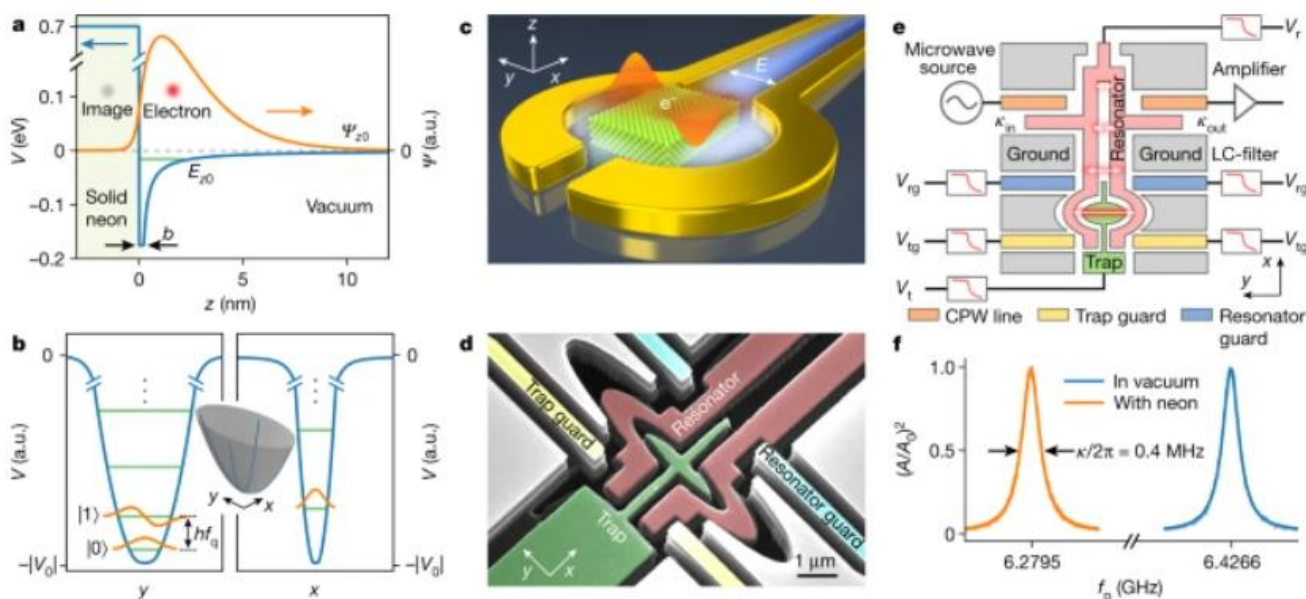 a
0.7
0.1
0
−0.1
−0.2
V (eV)
Image
Electron
Ψz0
Ez0
Solid
neon
Vacuum
b
0
Ψ (a.u.)
0
5
10
z (nm)
b
0
V (a.u.)
−|V0|
|1⟩
|0⟩
hfq
y
x
y
x
0
V (a.u.)
−|V0|
c
z
y
x
e−
E
d
Trap guard
Resonator
Resonator guard
Trap
y
x
1 μm
e
Microwave
source
Vr
Amplifier
κin
κout
Resonator
Ground
Ground
LC-filter
Vrg
Vrg
Vtg
Vtg
Trap
Vt
x
y
CPW line
Trap guard
Resonator
guard
f
1.0
0.5
0
(A/A0)²
In vacuum
With neon
κ/2π = 0.4 MHz
6.2795
6.4266
fp (GHz)